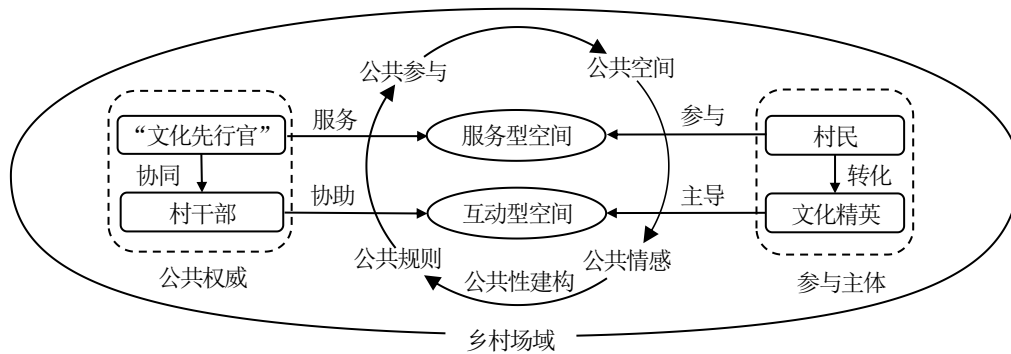 公共参与
公共空间
“文化先行官”
服务
服务型空间
参与
村民
协同
转化
村干部
协助
互动型空间
主导
文化精英
公共规则
公共情感
公共权威
公共性建构
参与主体
乡村场域